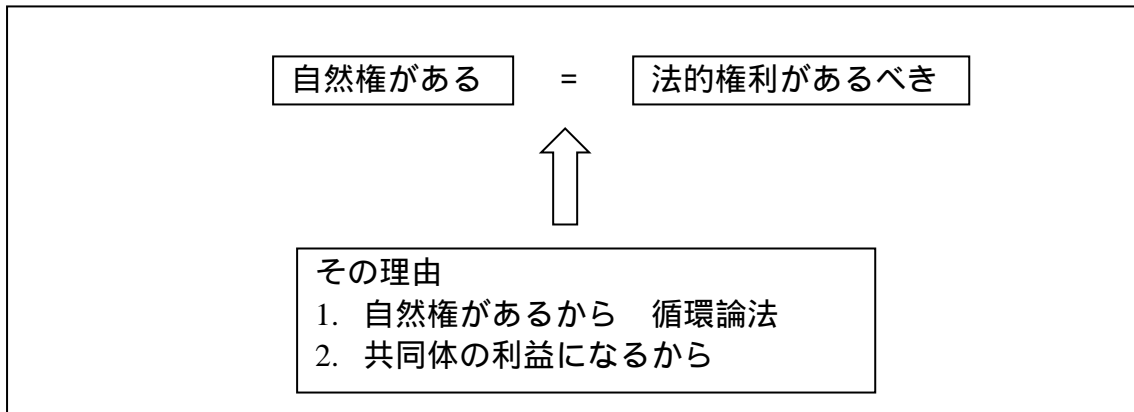 自然権がある = 法的権利があるべき
その理由
1. 自然権があるから 循環論法
2. 共同体の利益になるから